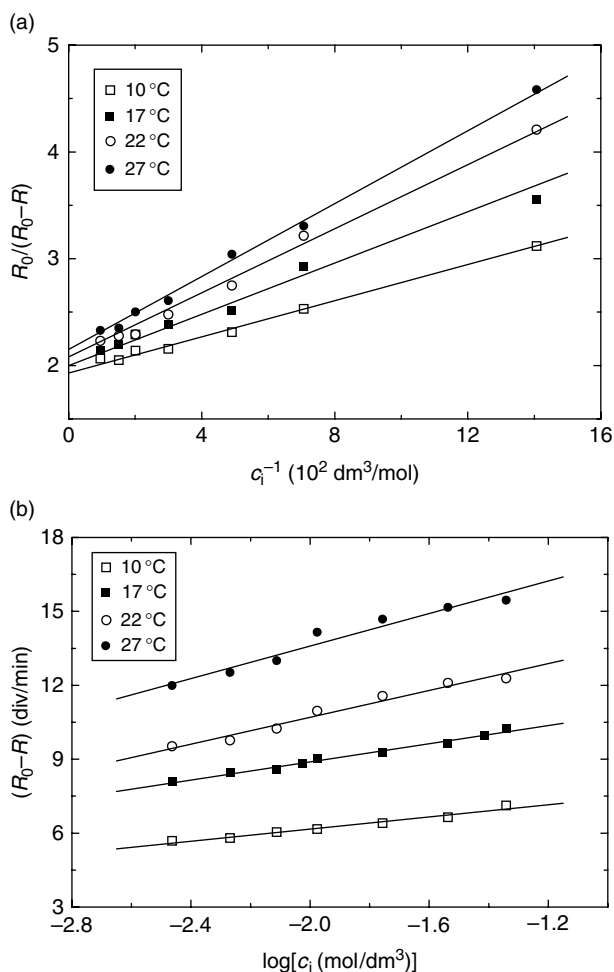 (a)
5
4
3
2
R₀/(R₀–R)
10 °C
17 °C
22 °C
27 °C
0 4 8 12 16
cᵢ⁻¹ (10² dm³/mol)
(b)
18
15
12
9
6
3
(R₀–R) (div/min)
10 °C
17 °C
22 °C
27 °C
–2.8 –2.4 –2.0 –1.6 –1.2
log[cᵢ (mol/dm³)]